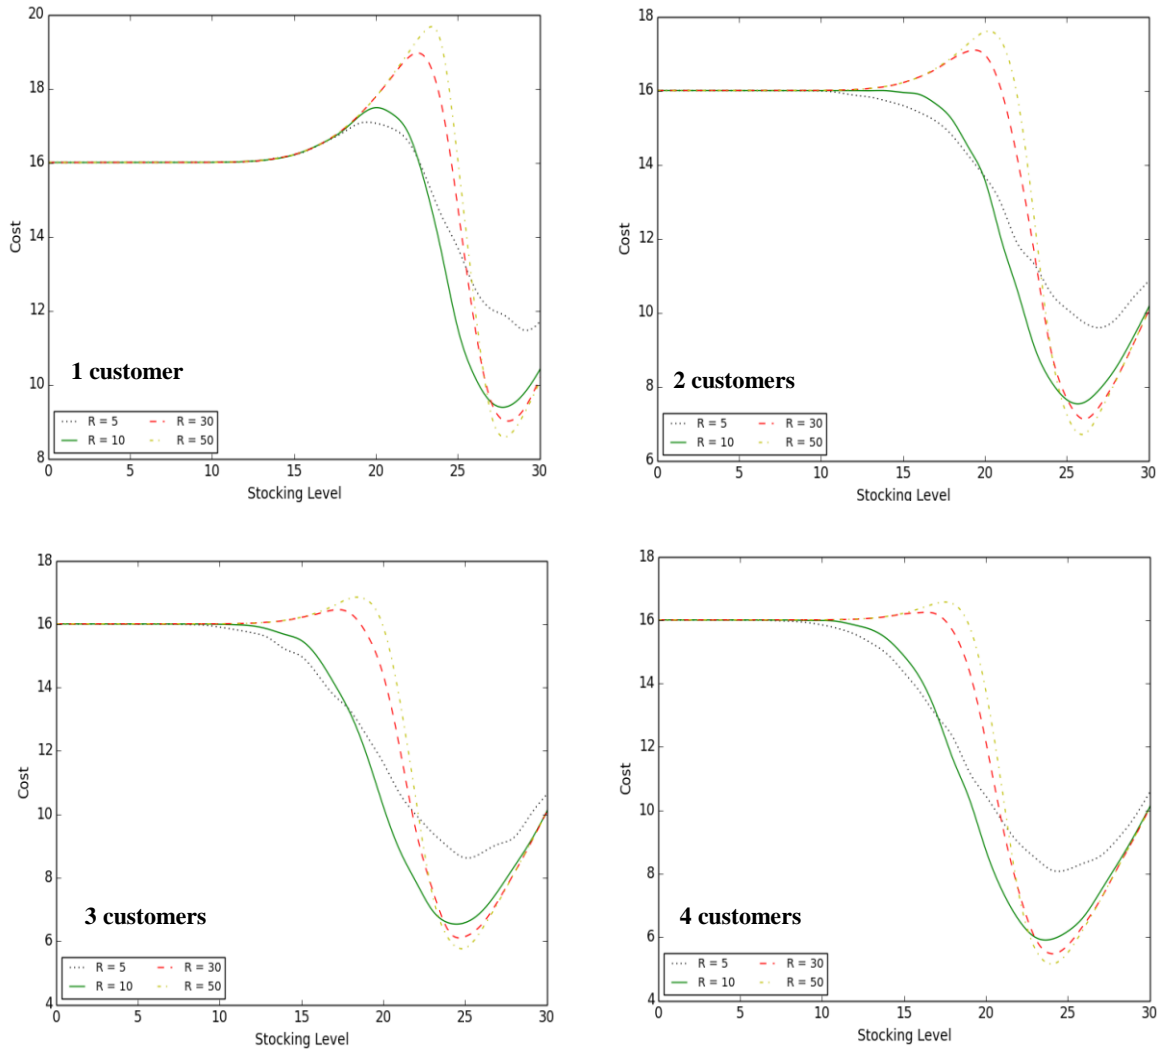 20
18
16
14
12
10
8
Cost
1 customer
R = 5 R = 30
R = 10 R = 50
0 5 10 15 20 25 30
Stocking Level
18
16
14
12
10
8
6
Cost
2 customers
R = 5 R = 30
R = 10 R = 50
0 5 10 15 20 25 30
Stocking Level
18
16
14
12
10
8
6
4
Cost
3 customers
R = 5 R = 30
R = 10 R = 50
0 5 10 15 20 25 30
Stocking Level
18
16
14
12
10
8
6
4
Cost
4 customers
R = 5 R = 30
R = 10 R = 50
0 5 10 15 20 25 30
Stocking Level